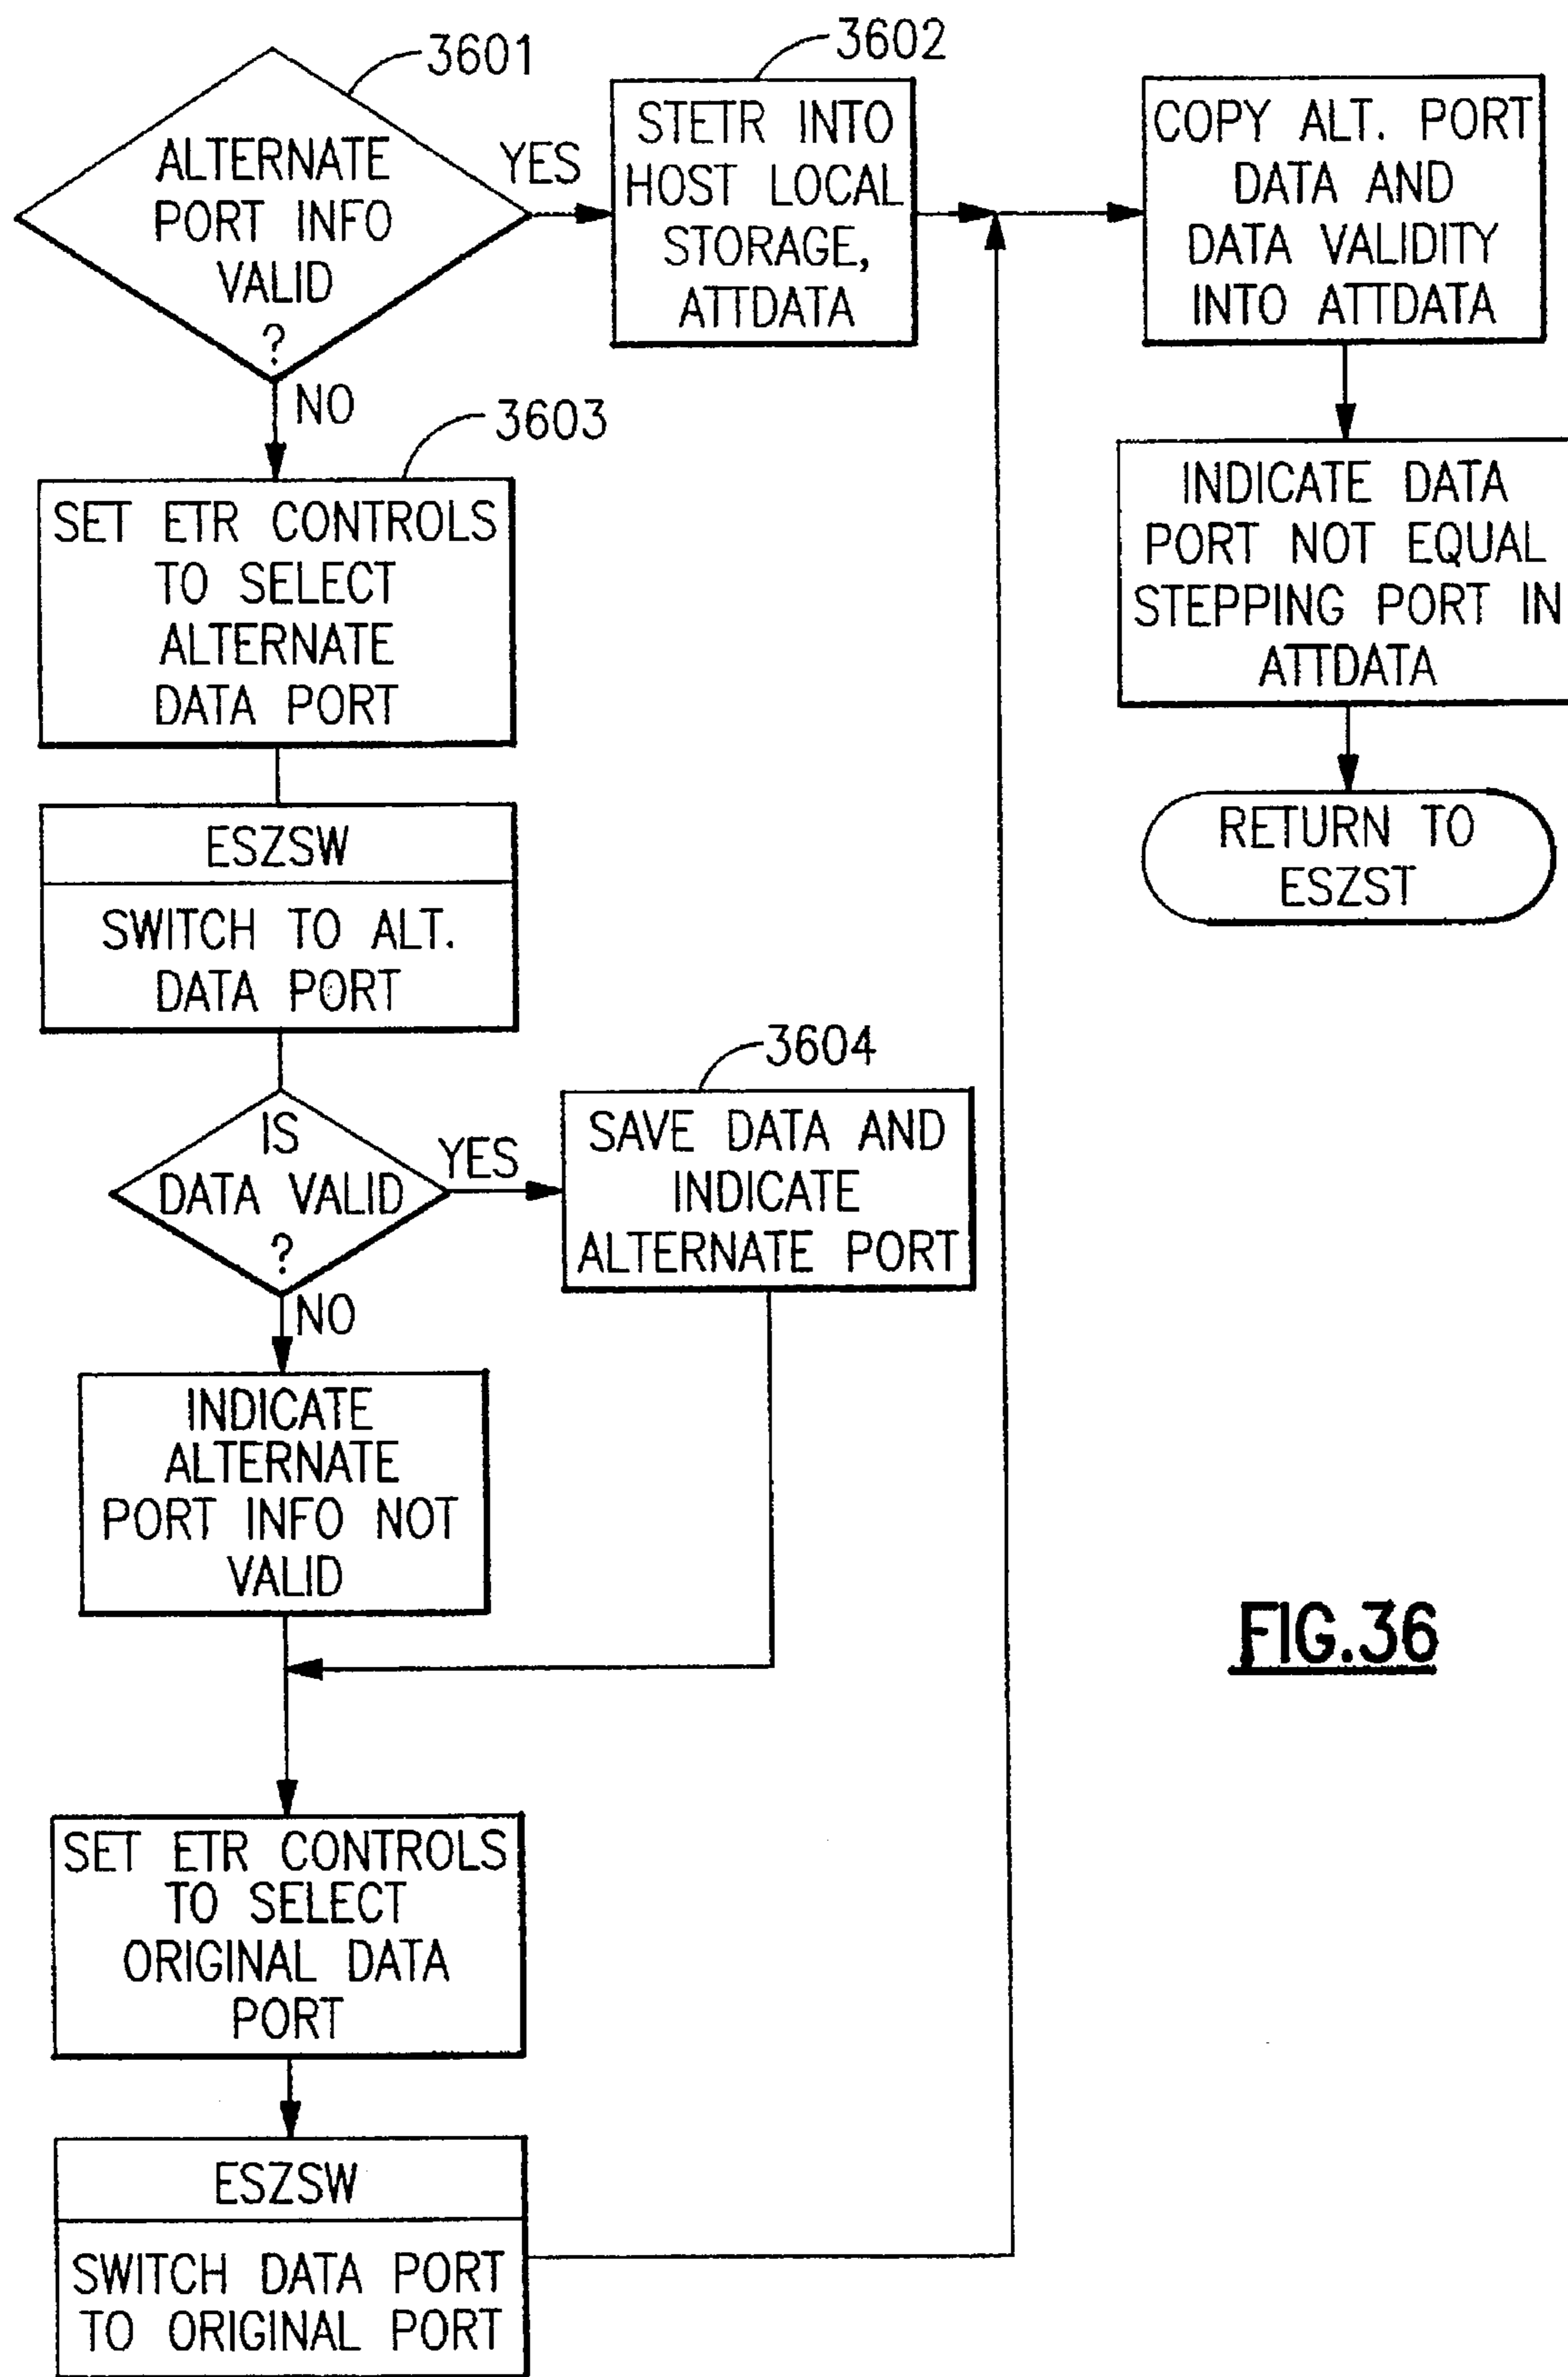 3601
ALTERNATE
PORT INFO
VALID
?
YES
NO
3602
STETR INTO
HOST LOCAL
STORAGE,
ATTDATA
COPY ALT. PORT
DATA AND
DATA VALIDITY
INTO ATTDATA
INDICATE DATA
PORT NOT EQUAL
STEPPING PORT IN
ATTDATA
RETURN TO
ESZST
3603
SET ETR CONTROLS
TO SELECT
ALTERNATE
DATA PORT
ESZSW
SWITCH TO ALT.
DATA PORT
IS
DATA VALID
?
YES
NO
3604
SAVE DATA AND
INDICATE
ALTERNATE PORT
INDICATE
ALTERNATE
PORT INFO NOT
VALID
SET ETR CONTROLS
TO SELECT
ORIGINAL DATA
PORT
ESZSW
SWITCH DATA PORT
TO ORIGINAL PORT
FIG.36